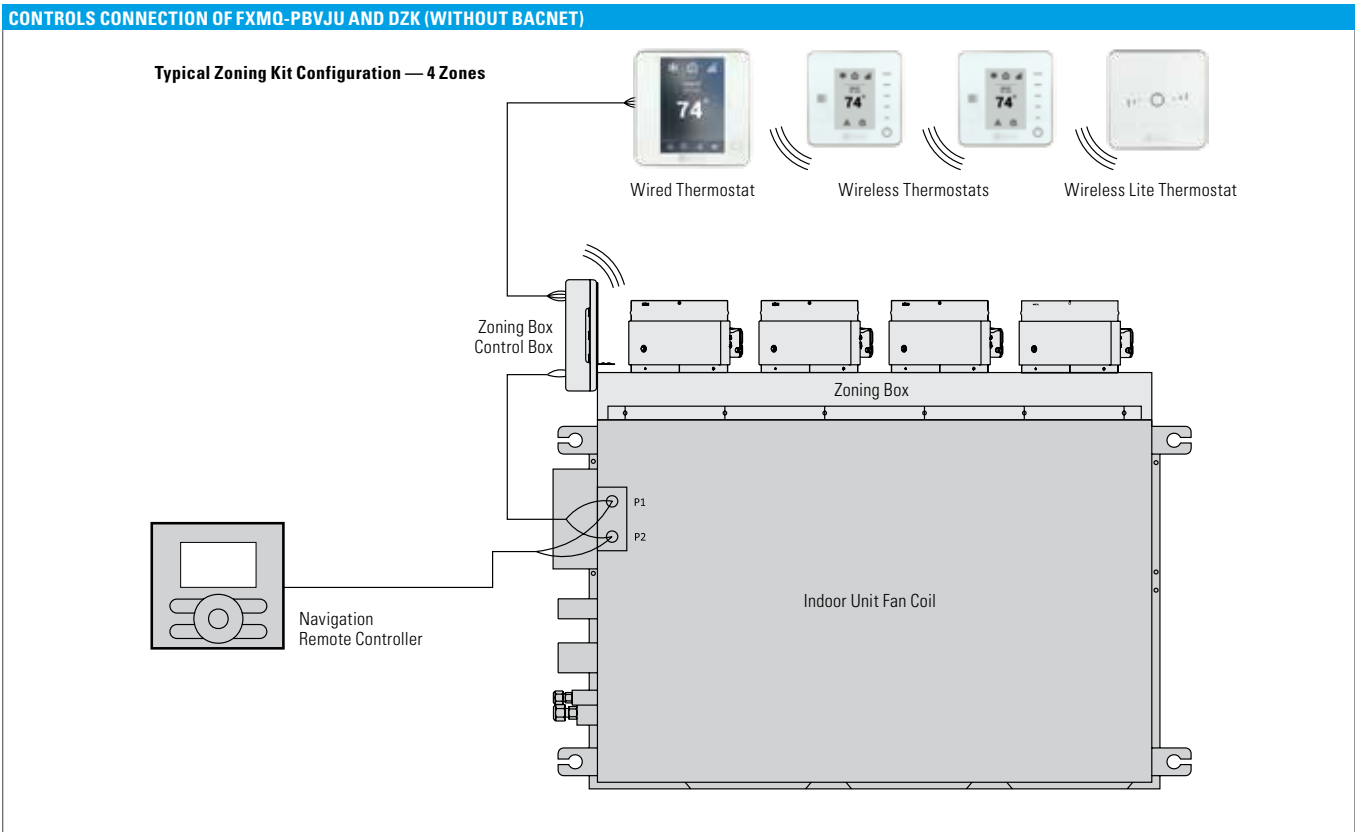 CONTROLS CONNECTION OF FXMQ-PBVJU AND DZK (WITHOUT BACNET)
Typical Zoning Kit Configuration — 4 Zones
74°
74°
74°
Wired Thermostat
Wireless Thermostats
Wireless Lite Thermostat
Zoning Box
Control Box
Zoning Box
P1
P2
Indoor Unit Fan Coil
Navigation
Remote Controller